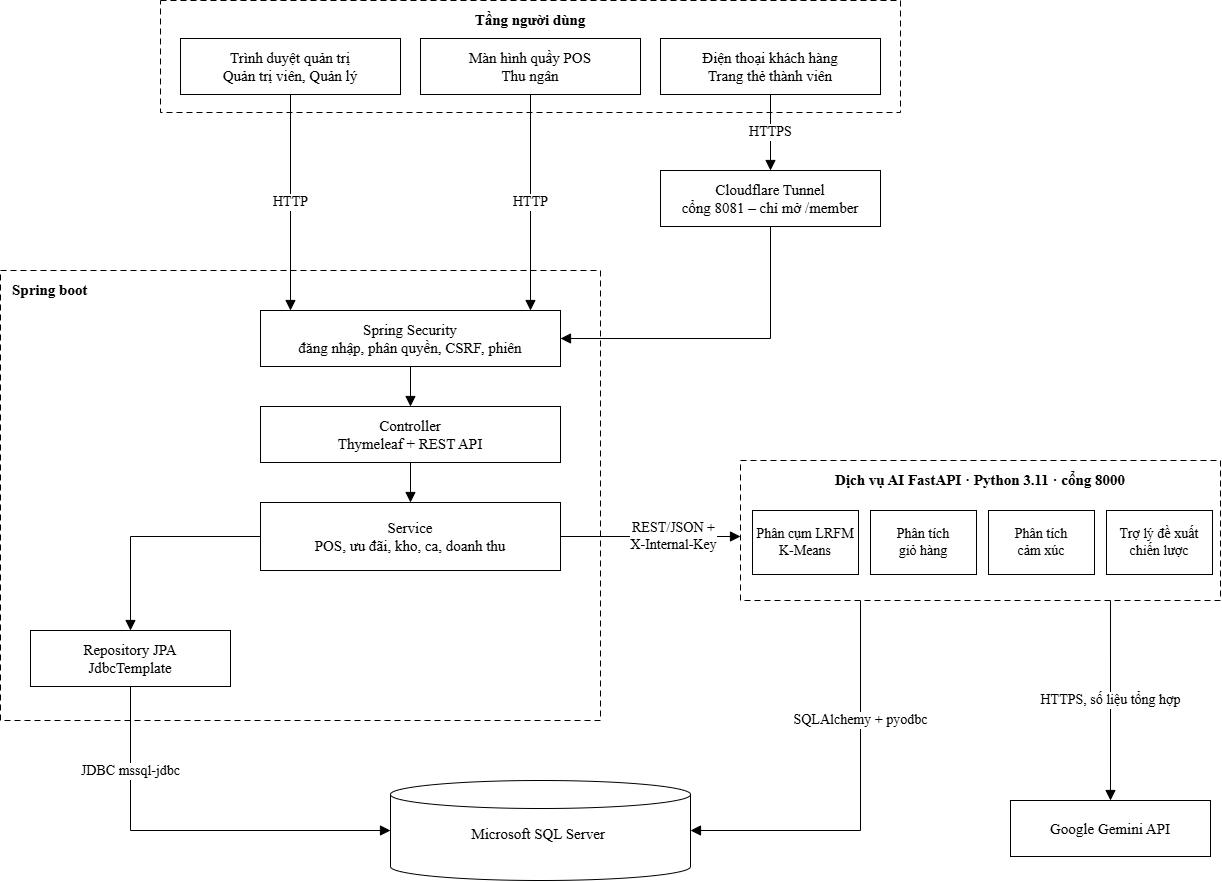 Tầng người dùng
Trình duyệt quản trị
Quản trị viên, Quản lý
Màn hình quầy POS
Thu ngân
Điện thoại khách hàng
Trang thẻ thành viên
HTTPS
HTTP
HTTP
Cloudflare Tunnel
cổng 8081 – chỉ mở /member
Spring boot
Spring Security
đăng nhập, phân quyền, CSRF, phiên
Controller
Thymeleaf + REST API
Service
POS, ưu đãi, kho, ca, doanh thu
REST/JSON +
X-Internal-Key
Dịch vụ AI FastAPI · Python 3.11 · cổng 8000
Phân cụm LRFM
K-Means
Phân tích
giỏ hàng
Phân tích
cảm xúc
Trợ lý đề xuất
chiến lược
Repository JPA
JdbcTemplate
HTTPS, số liệu tổng hợp
SQLAlchemy + pyodbc
JDBC mssql-jdbc
Microsoft SQL Server
Google Gemini API